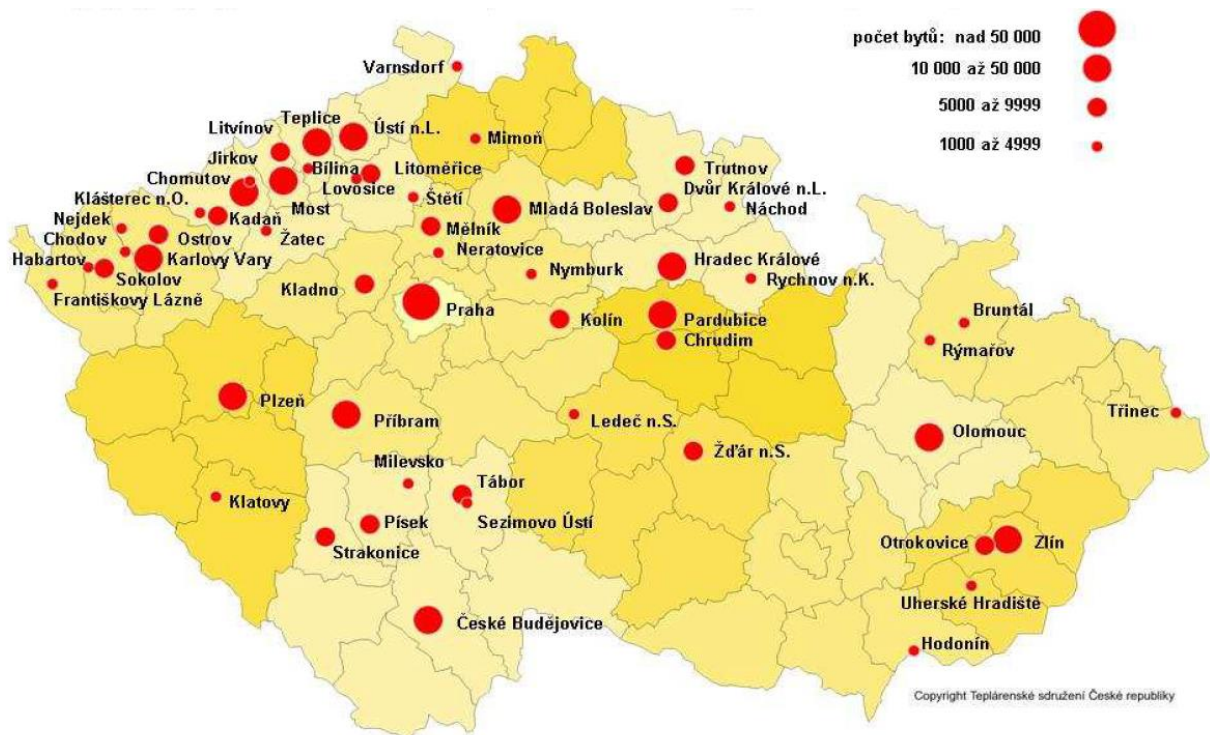 počet bytů: nad 50 000
10 000 až 50 000
5000 až 9999
1000 až 4999
Varnsdorf
Teplice
Litvínov
Ústí n.L.
Mimoň
Jirkov
Bílina
Litoměřice
Trutnov
Chomutov
Lovosice
Dvůr Králové n.L.
Klášterec n.O.
Most
Štětí
Mladá Boleslav
Náchod
Nejdek
Kadaň
Mělník
Chodov
Ostrov
Žatec
Neratovice
Habartov
Karlovy Vary
Hradec Králové
Sokolov
Nymburk
Rychnov n.K.
Františkovy Lázně
Kladno
Praha
Kolín
Pardubice
Bruntál
Chrudim
Rýmařov
Plzeň
Příbram
Ledeč n.S.
Třinec
Olomouc
Žďár n.S.
Milevsko
Tábor
Klatovy
Písek
Sezimovo Ústí
Strakonice
Otrokovice
Zlín
Uherské Hradiště
České Budějovice
Hodonín
Copyright Teplárenské sdružení České republiky